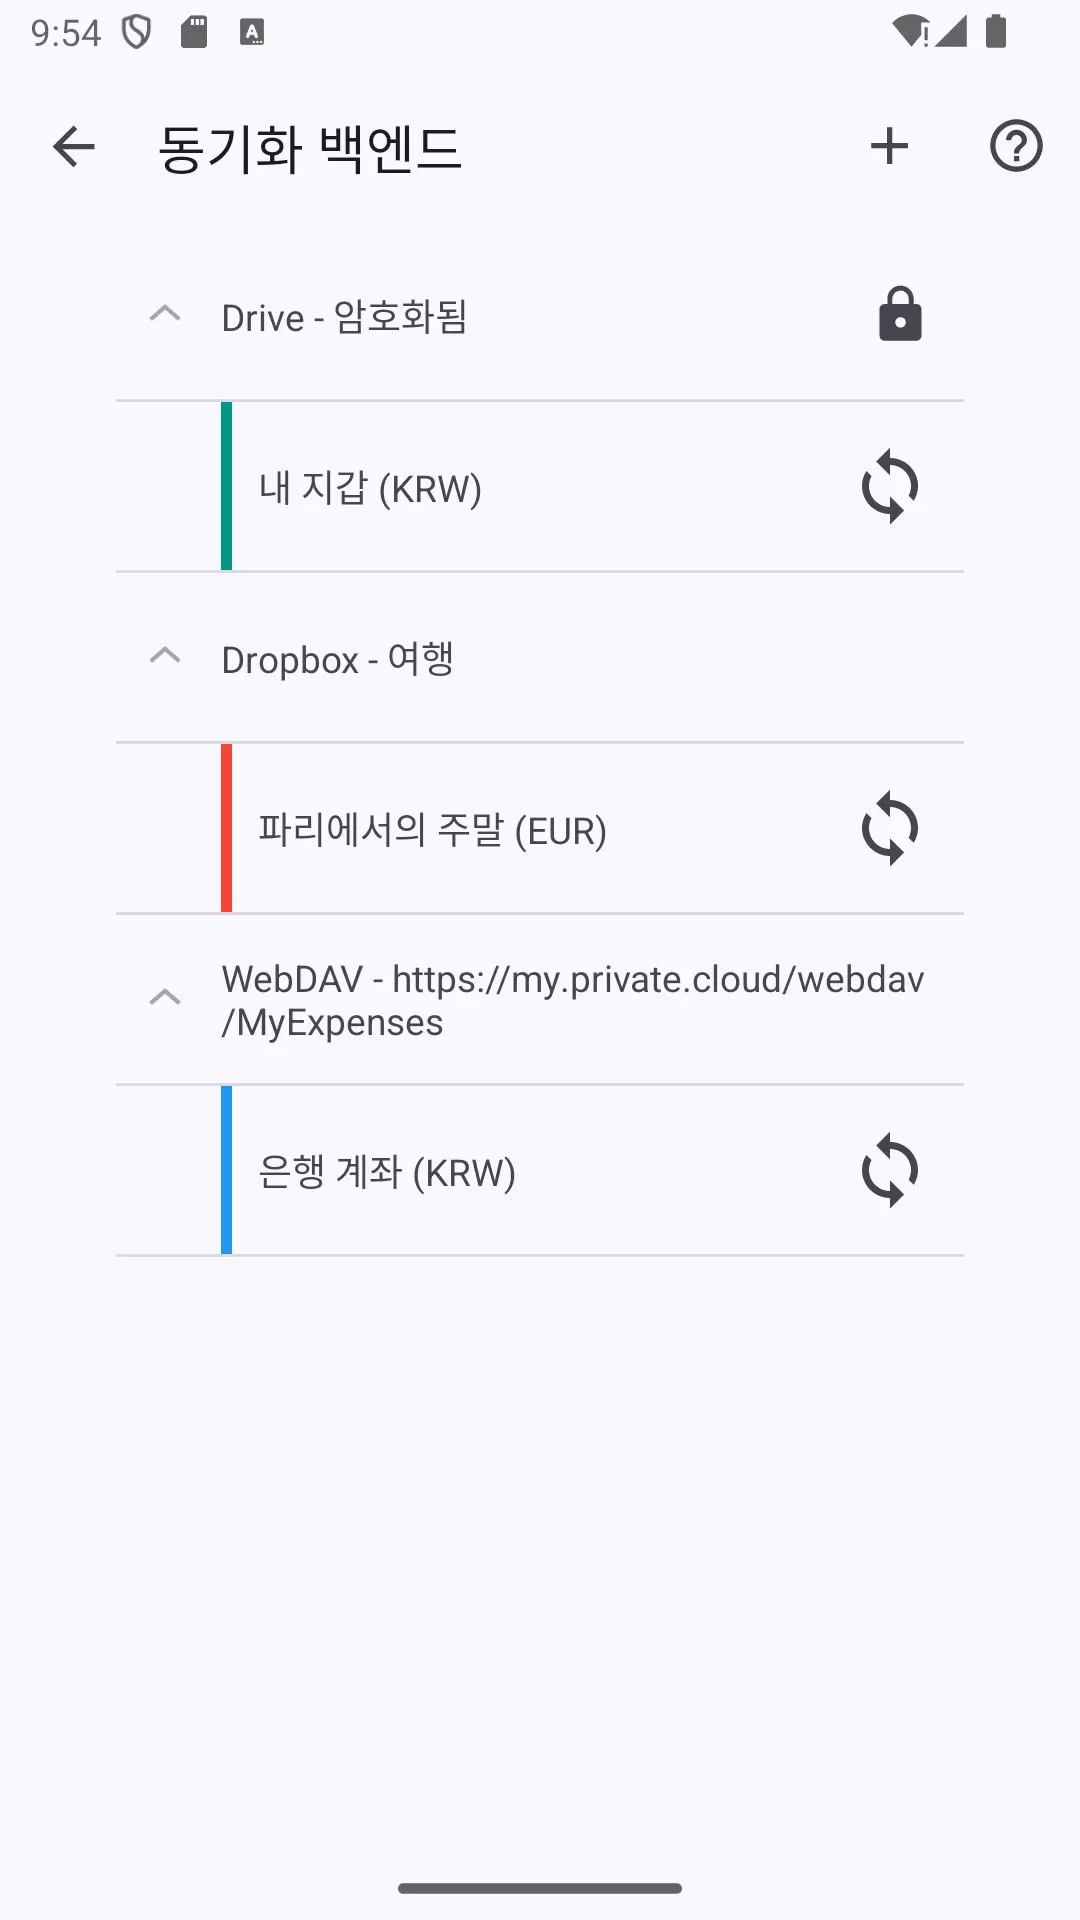 9:54
동기화 백엔드
Drive - 암호화됨
내 지갑 (KRW)
Dropbox - 여행
파리에서의 주말 (EUR)
WebDAV - https://my.private.cloud/webdav
/MyExpenses
은행 계좌 (KRW)